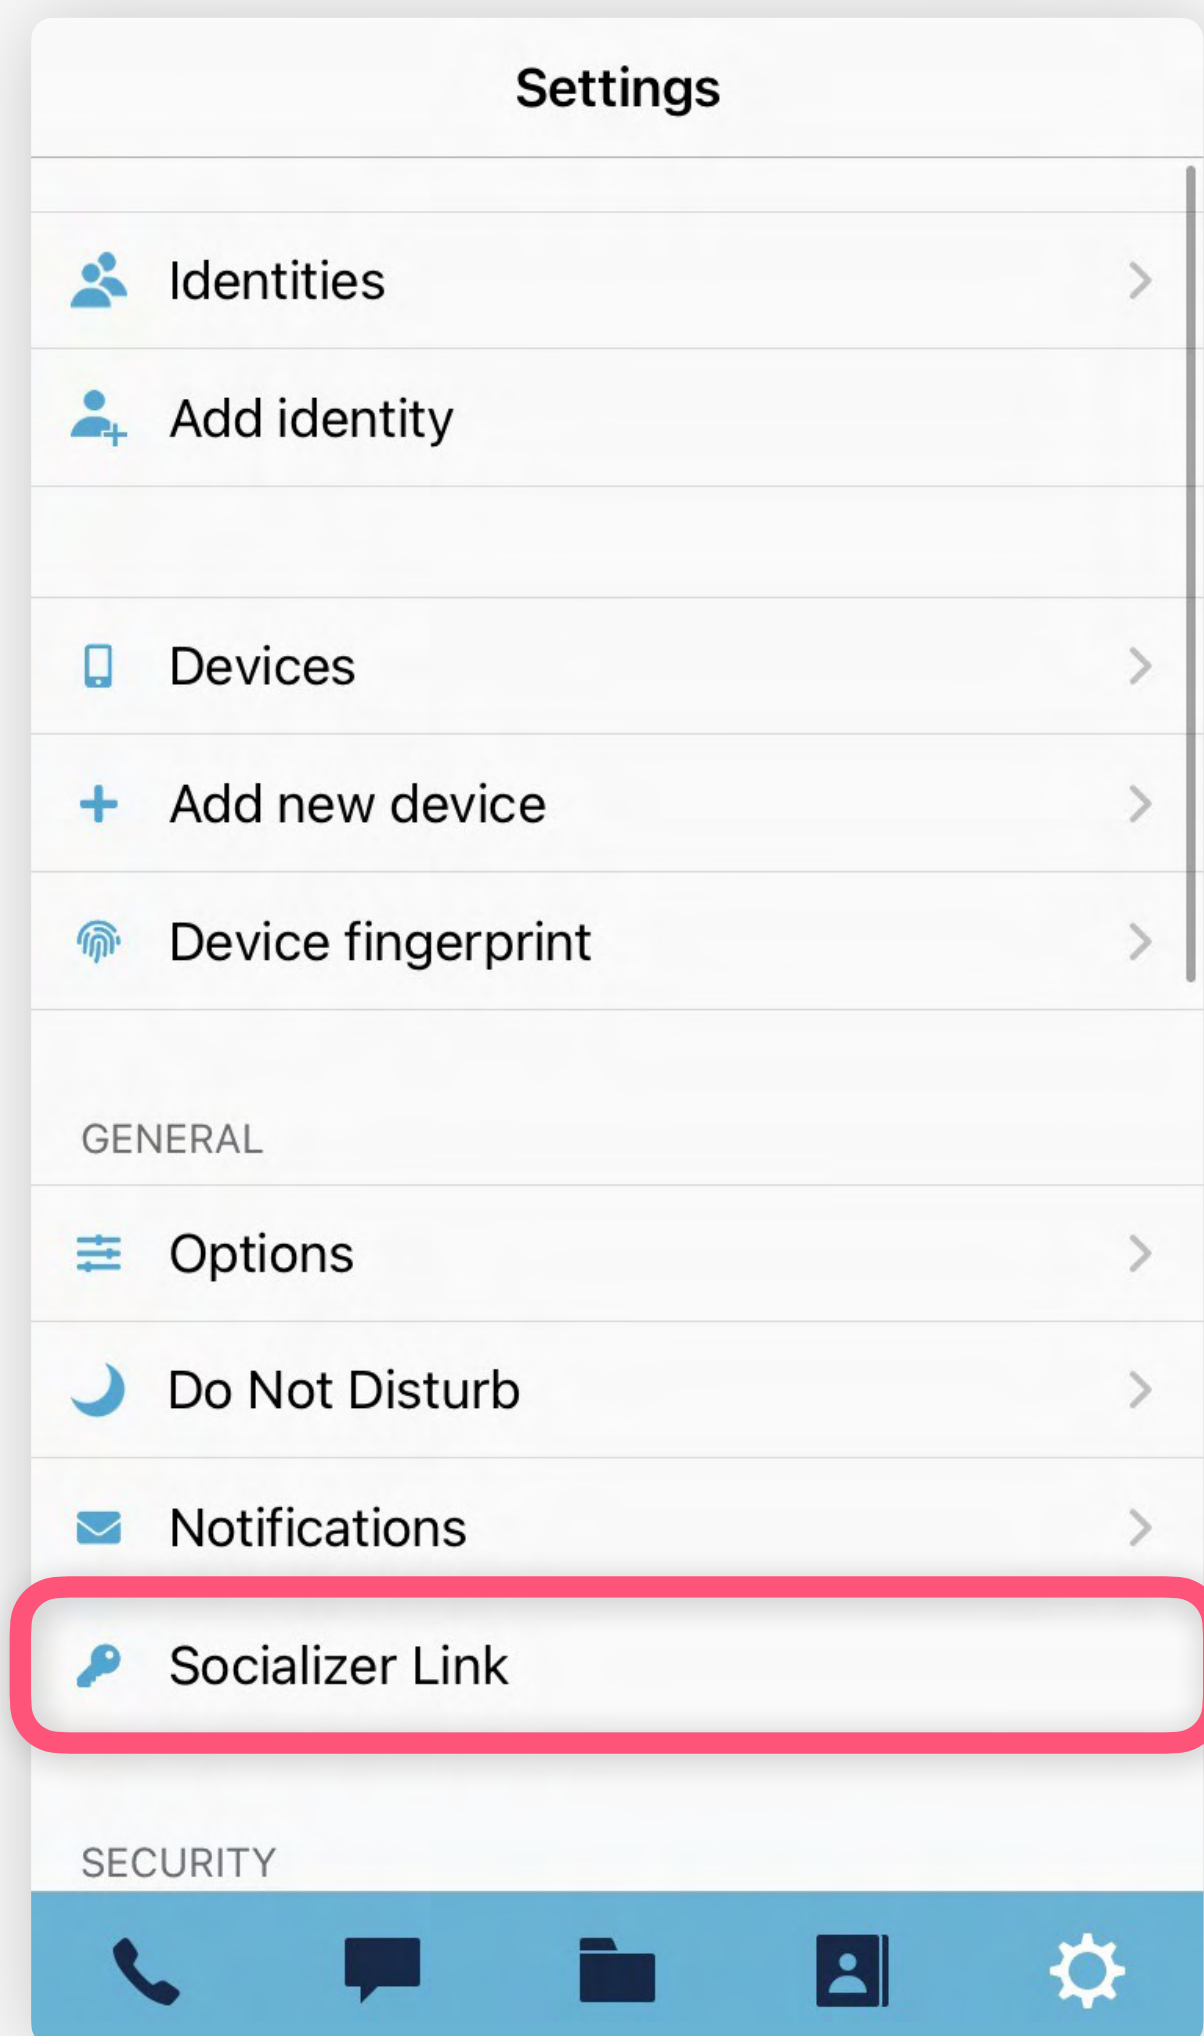 Settings
Identities
Add identity
Devices
Add new device
Device fingerprint
GENERAL
Options
Do Not Disturb
Notifications
Socializer Link
SECURITY